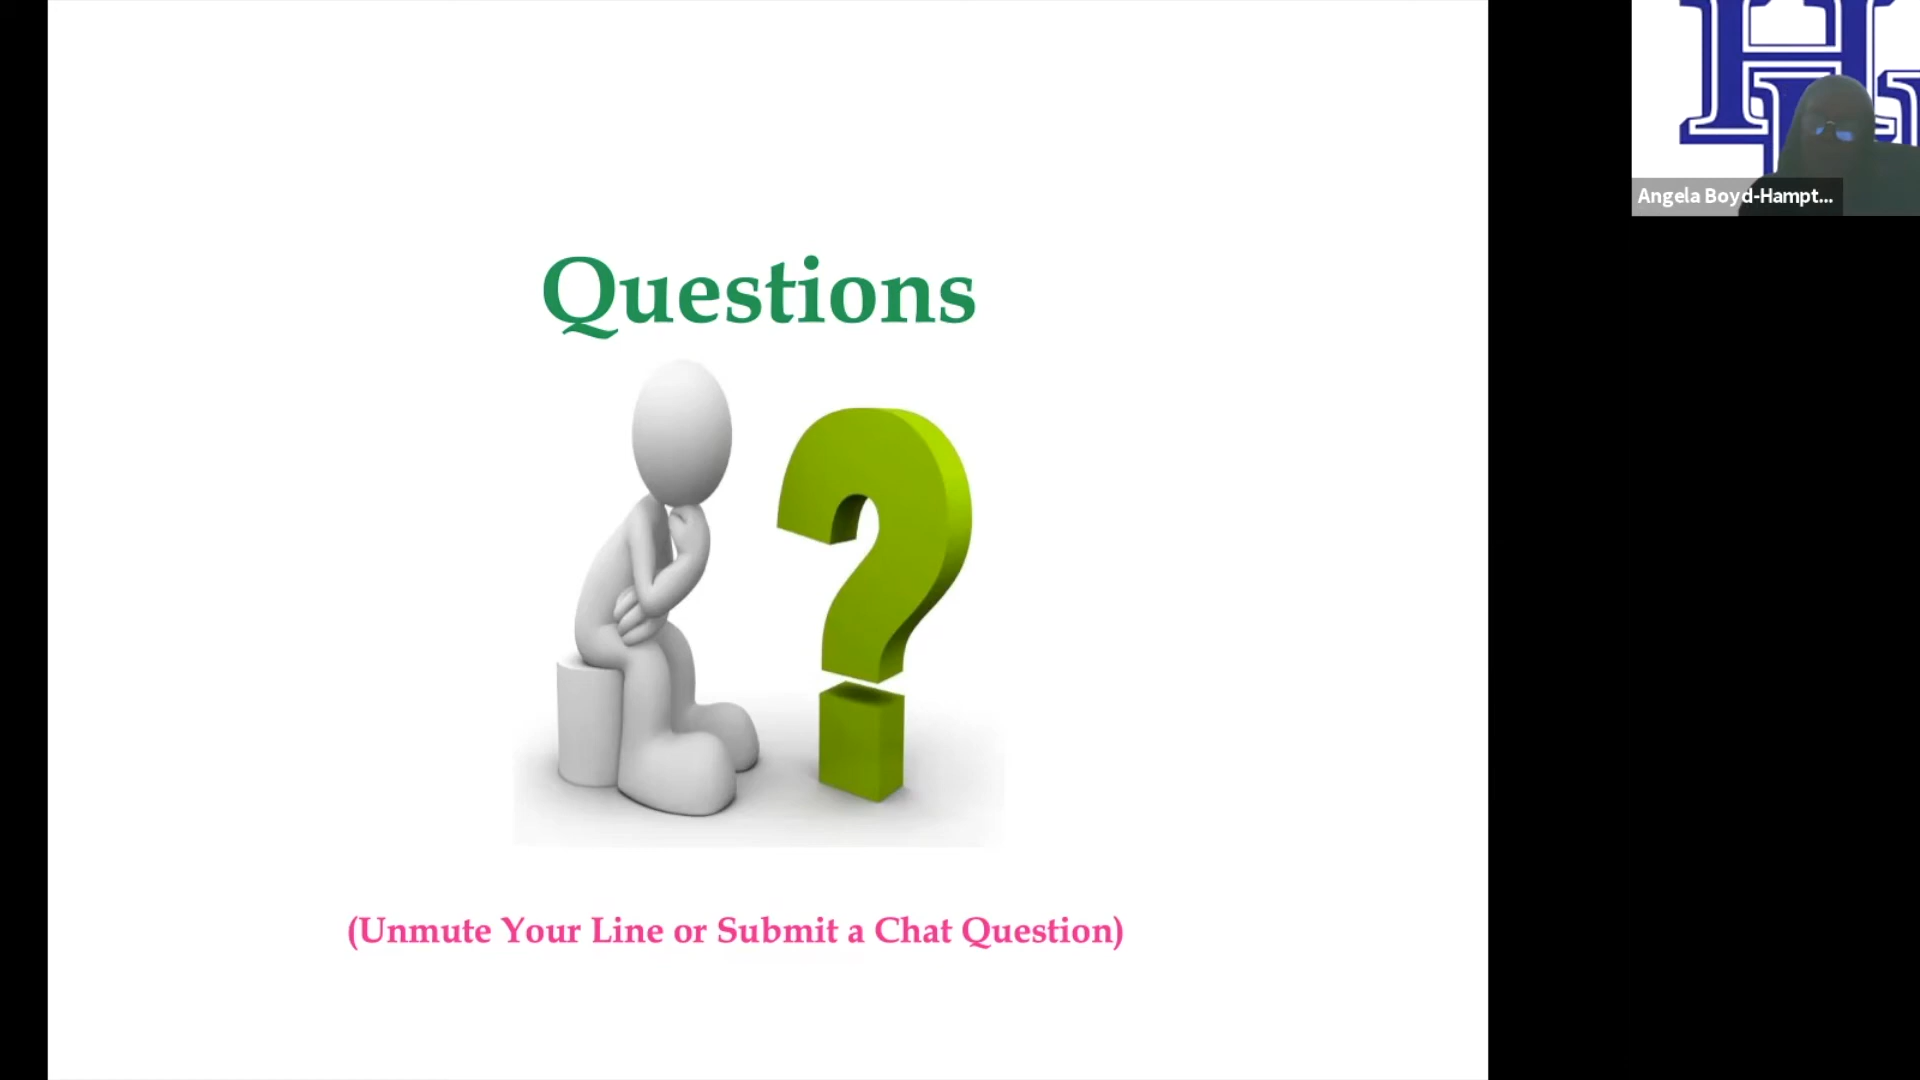 Questions
(Unmute Your Line or Submit a Chat Question)
Angela Boyd-Hampt...